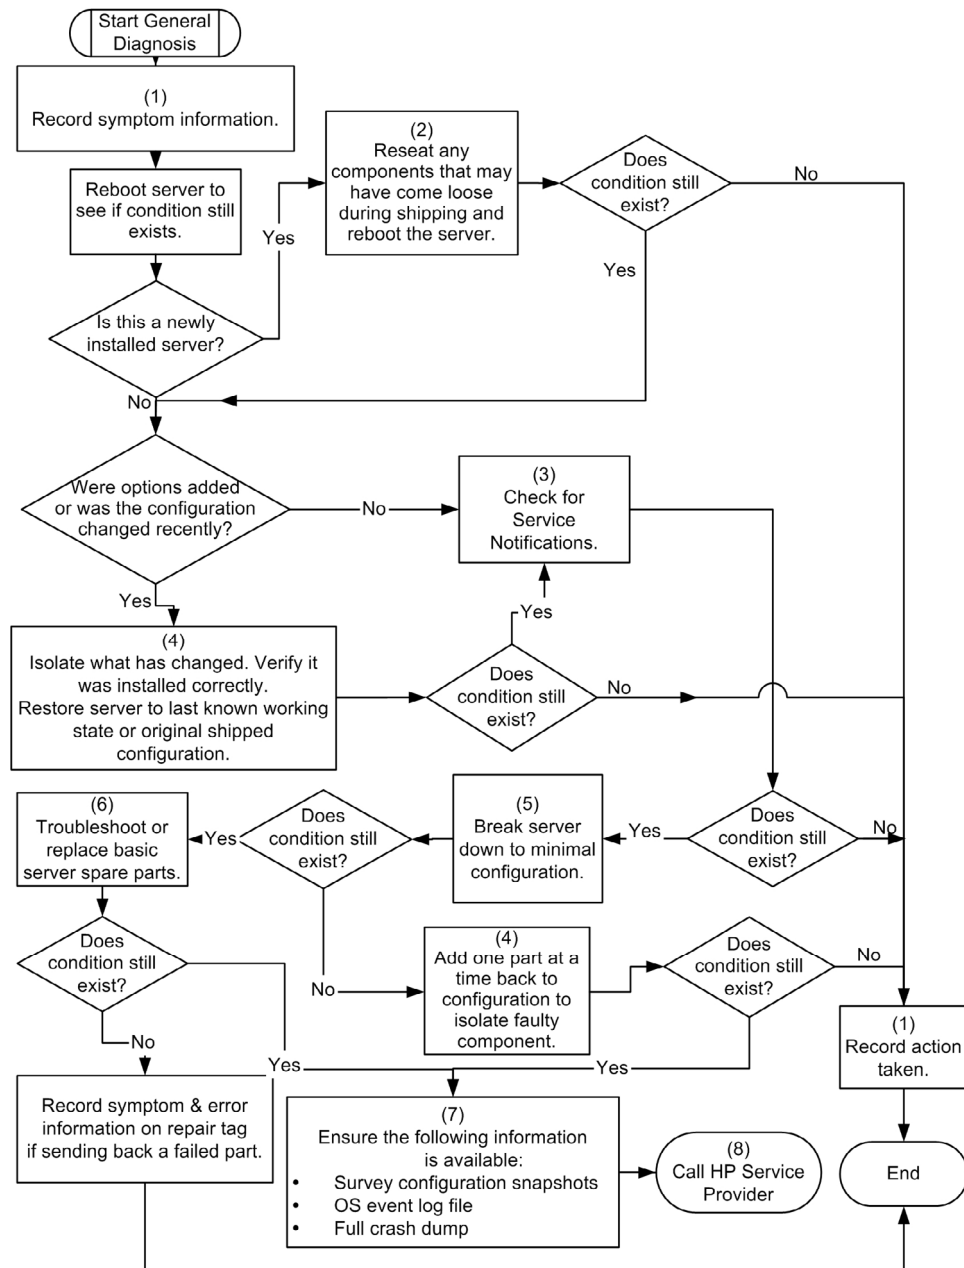 Start General
Diagnosis
(1)
Record symptom information.
Reboot server to
see if condition still
exists.
Is this a newly
installed server?
Yes
(2)
Reseat any
components that may
have come loose
during shipping and
reboot the server.
Does
condition still
exist?
No
Yes
No
Were options added
or was the configuration
changed recently?
No
(3)
Check for
Service
Notifications.
Yes
(4)
Isolate what has changed. Verify it
was installed correctly.
Restore server to last known working
state or original shipped
configuration.
Does
condition still
exist?
Yes
No
Does
condition still
exist?
No
Yes
(5)
Break server
down to minimal
configuration.
Does
condition still
exist?
Yes
(6)
Troubleshoot or
replace basic
server spare parts.
No
(4)
Add one part at a
time back to
configuration to
isolate faulty
component.
Does
condition still
exist?
No
Yes
Does
condition still
exist?
No
Yes
Record symptom & error
information on repair tag
if sending back a failed part.
(7)
Ensure the following information
is available:
• Survey configuration snapshots
• OS event log file
• Full crash dump
(8)
Call HP Service
Provider
(1)
Record action
taken.
End